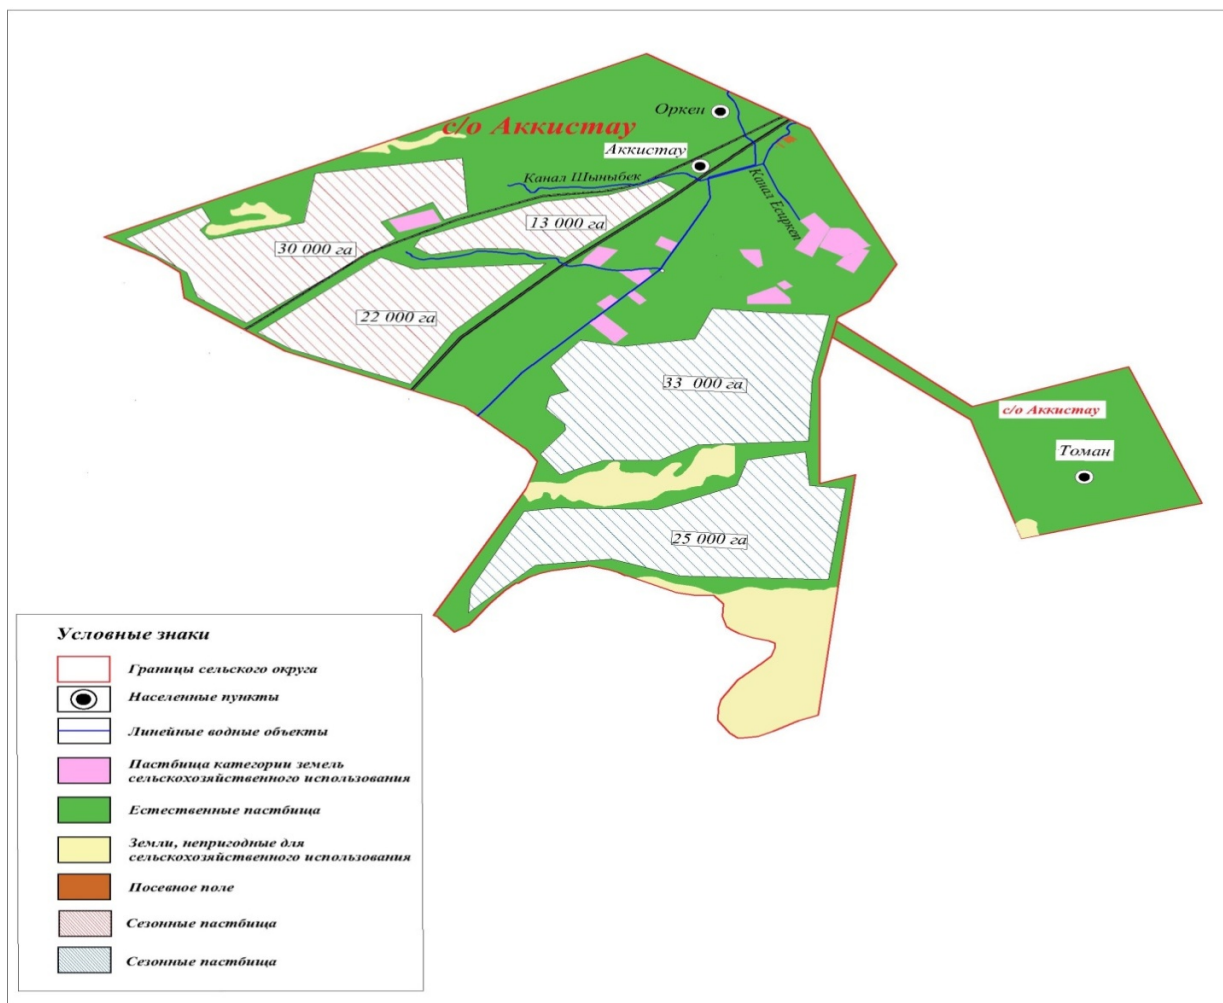 Оркен
с/о Аккистау
Аккистау
Канал Шыныбек
Канал Есиркеп
13 000 га
30 000 га
22 000 га
33 000 га
с/о Аккистау
Томан
25 000 га
Условные знаки
Границы сельского округа
Населенные пункты
Линейные водные объекты
Пастбища категории земель
сельскохозяйственного использования
Естественные пастбища
Земли, непригодные для
сельскохозяйственного использования
Посевное поле
Сезонные пастбища
Сезонные пастбища